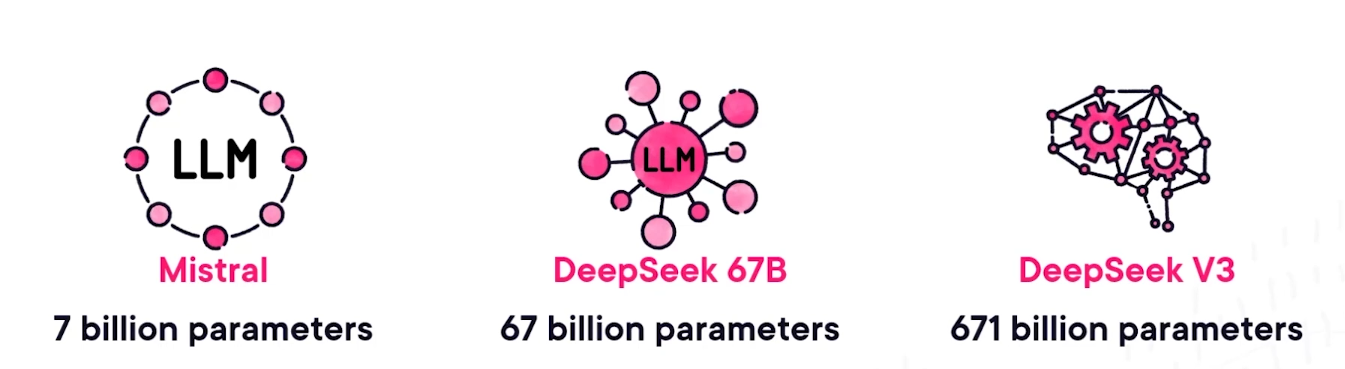 LLM
LLM
Mistral
DeepSeek 67B
DeepSeek V3
7 billion parameters
67 billion parameters
671 billion parameters